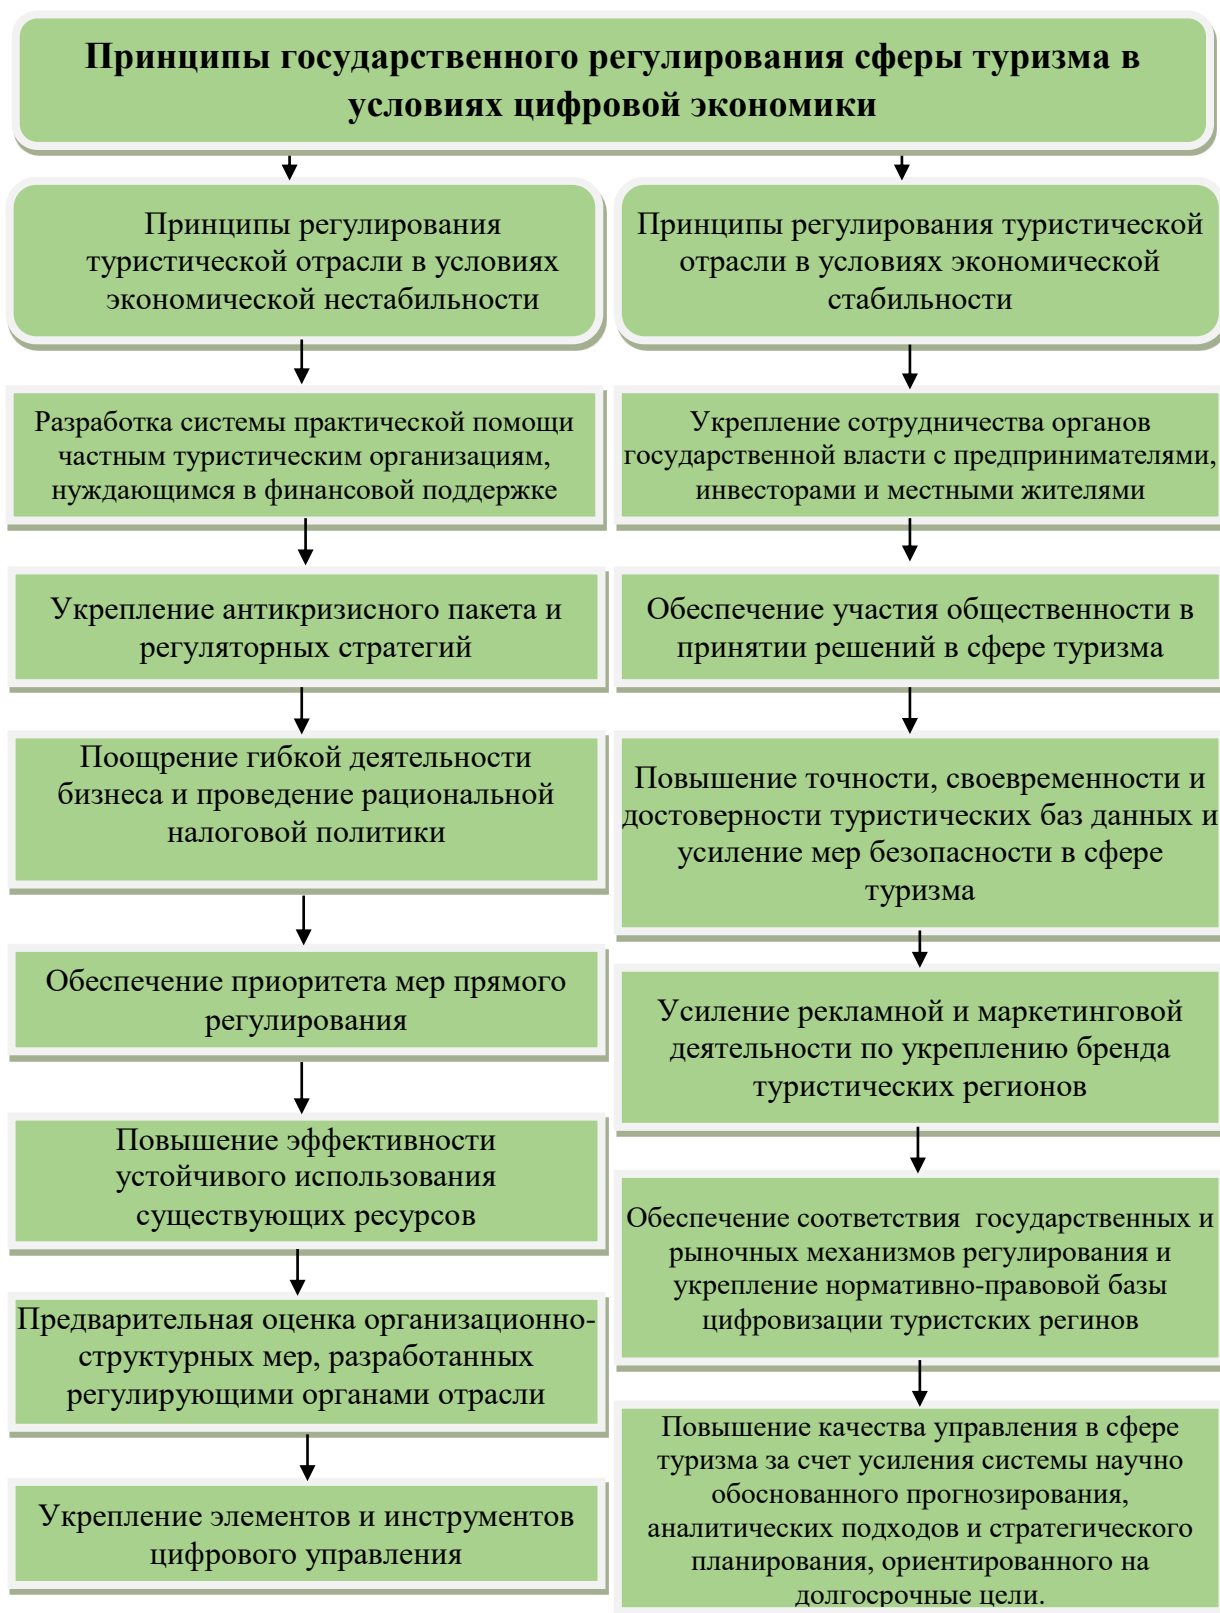 Принципы государственного регулирования сферы туризма в
условиях цифровой экономики
Принципы регулирования
туристической отрасли в условиях
экономической нестабильности
Разработка системы практической помощи
частным туристическим организациям,
нуждающимся в финансовой поддержке
Укрепление антикризисного пакета и
регуляторных стратегий
Поощрение гибкой деятельности
бизнеса и проведение рациональной
налоговой политики
Обеспечение приоритета мер прямого
регулирования
Повышение эффективности
устойчивого использования
существующих ресурсов
Предварительная оценка организационно-
структурных мер, разработанных
регулирующими органами отрасли
Укрепление элементов и инструментов
цифрового управления
Принципы регулирования туристической
отрасли в условиях экономической
стабильности
Укрепление сотрудничества органов
государственной власти с предпринимателями,
инвесторами и местными жителями
Обеспечение участия общественности в
принятии решений в сфере туризма
Повышение точности, своевременности и
достоверности туристических баз данных и
усиление мер безопасности в сфере
туризма
Усиление рекламной и маркетинговой
деятельности по укреплению бренда
туристических регионов
Обеспечение соответствия  государственных и
рыночных механизмов регулирования и
укрепление нормативно-правовой базы
цифровизации туристских регинов
Повышение качества управления в сфере
туризма за счет усиления системы научно
обоснованного прогнозирования,
аналитических подходов и стратегического
планирования, ориентированного на
долгосрочные цели.